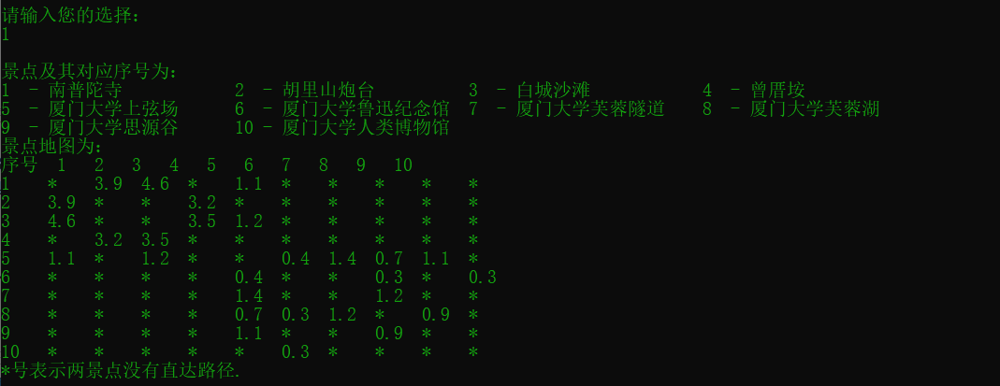 请输入您的选择:
1
景点及其对应序号为:
1  - 南普陀寺            2  - 胡里山炮台          3  - 白城沙滩            4  - 曾厝垵
5  - 厦门大学上弦场      6  - 厦门大学鲁迅纪念馆  7  - 厦门大学芙蓉隧道    8  - 厦门大学芙蓉湖
9  - 厦门大学思源谷      10 - 厦门大学人类博物馆
景点地图为:
序号  1   2   3   4   5   6   7   8   9   10
1    *    3.9  4.6  *    1.1  *    *    *    *    *
2    3.9  *    *    3.2  *    *    *    *    *    *
3    4.6  *    *    3.5  1.2  *    *    *    *    *
4    *    3.2  3.5  *    *    *    *    *    *    *
5    1.1  *    1.2  *    *    0.4  1.4  0.7  1.1  *
6    *    *    *    *    0.4  *    *    0.3  *    0.3
7    *    *    *    *    1.4  *    *    1.2  *    *
8    *    *    *    *    0.7  0.3  1.2  *    0.9  *
9    *    *    *    *    1.1  *    *    0.9  *    *
10   *    *    *    *    *    0.3  *    *    *    *
*号表示两景点没有直达路径.